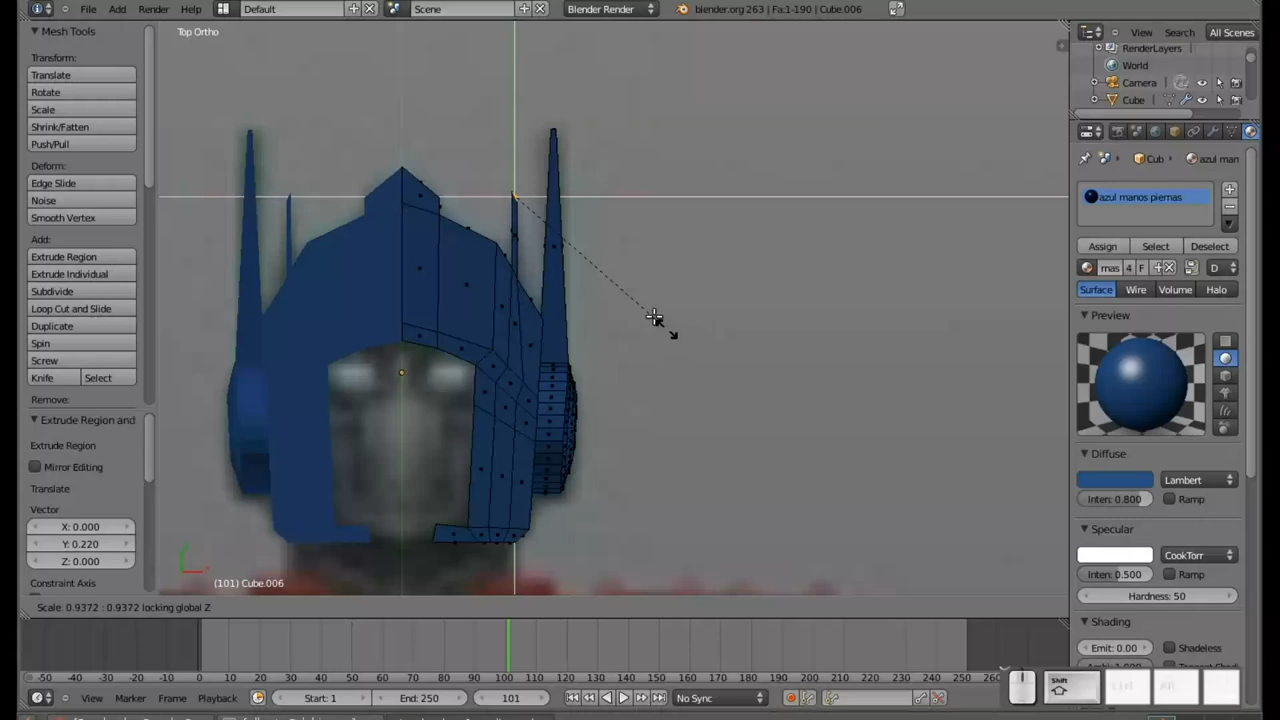 File Add Render Help Default Scene Blender Render blender.org 263 | Fa:1-190 | Cube.006
Mesh Tools
Transform:
Translate
Rotate
Scale
Shrink/Fatten
Push/Pull
Deform:
Edge Slide
Noise
Smooth Vertex
Add:
Extrude Region
Extrude Individual
Subdivide
Loop Cut and Slide
Duplicate
Spin
Screw
Knife Select
Remove:
Extrude Region and
Extrude Region
Mirror Editing
Translate
Vector
X: 0.000
Y: 0.220
Z: 0.000
Constraint Axis
Top Ortho
(101) Cube.006
Scale: 0.9372 : 0.9372 locking global Z
View Search All Scenes
RenderLayers
World
Camera
Cube
Cub azul man
azul manos piernas
Assign Select Deselect
mas 4 F D
Surface Wire Volume Halo
Preview
Diffuse
Lambert
Inten: 0.800 Ramp
Specular
CookTorr
Inten: 0.500 Ramp
Hardness: 50
Shading
Emit: 0.00 Shadeless
-50 -40 -30 -20 -10 0 10 20 30 40 50 60 70 80 90 100 110 120 130 140 150 160 170 180 190 200 210 220 230 240 250 260
View Marker Frame Playback Start: 1 End: 250 101 No Sync
Shift Ctrl Alt